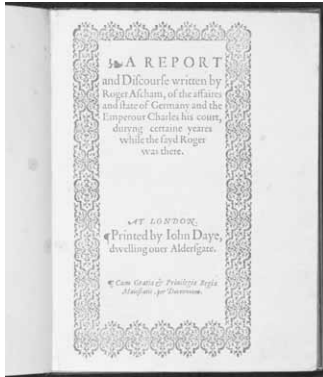 ❧A REPORT
and Discourse written by
Roger Ascham, of the affaires
and state of Germany and the
Emperour Charles his court,
duryng certaine yeares
while the sayd Roger
was there.
AT LONDON.
¶Printed by Iohn Daye,
dwelling ouer Aldersgate.
¶ Cum Gratia & Priuilegio Regiæ
Maiestatis, per Decennium.